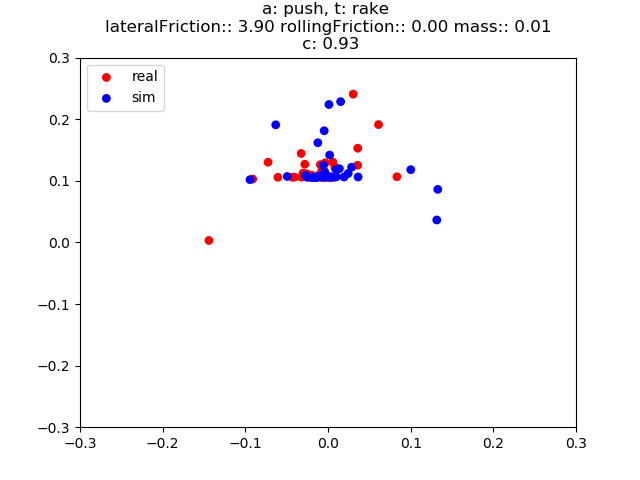 a: push, t: rake
lateralFriction:: 3.90 rollingFriction:: 0.00 mass:: 0.01
c: 0.93
real
sim
0.3
0.2
0.1
0.0
−0.1
−0.2
−0.3
−0.3
−0.2
−0.1
0.0
0.1
0.2
0.3